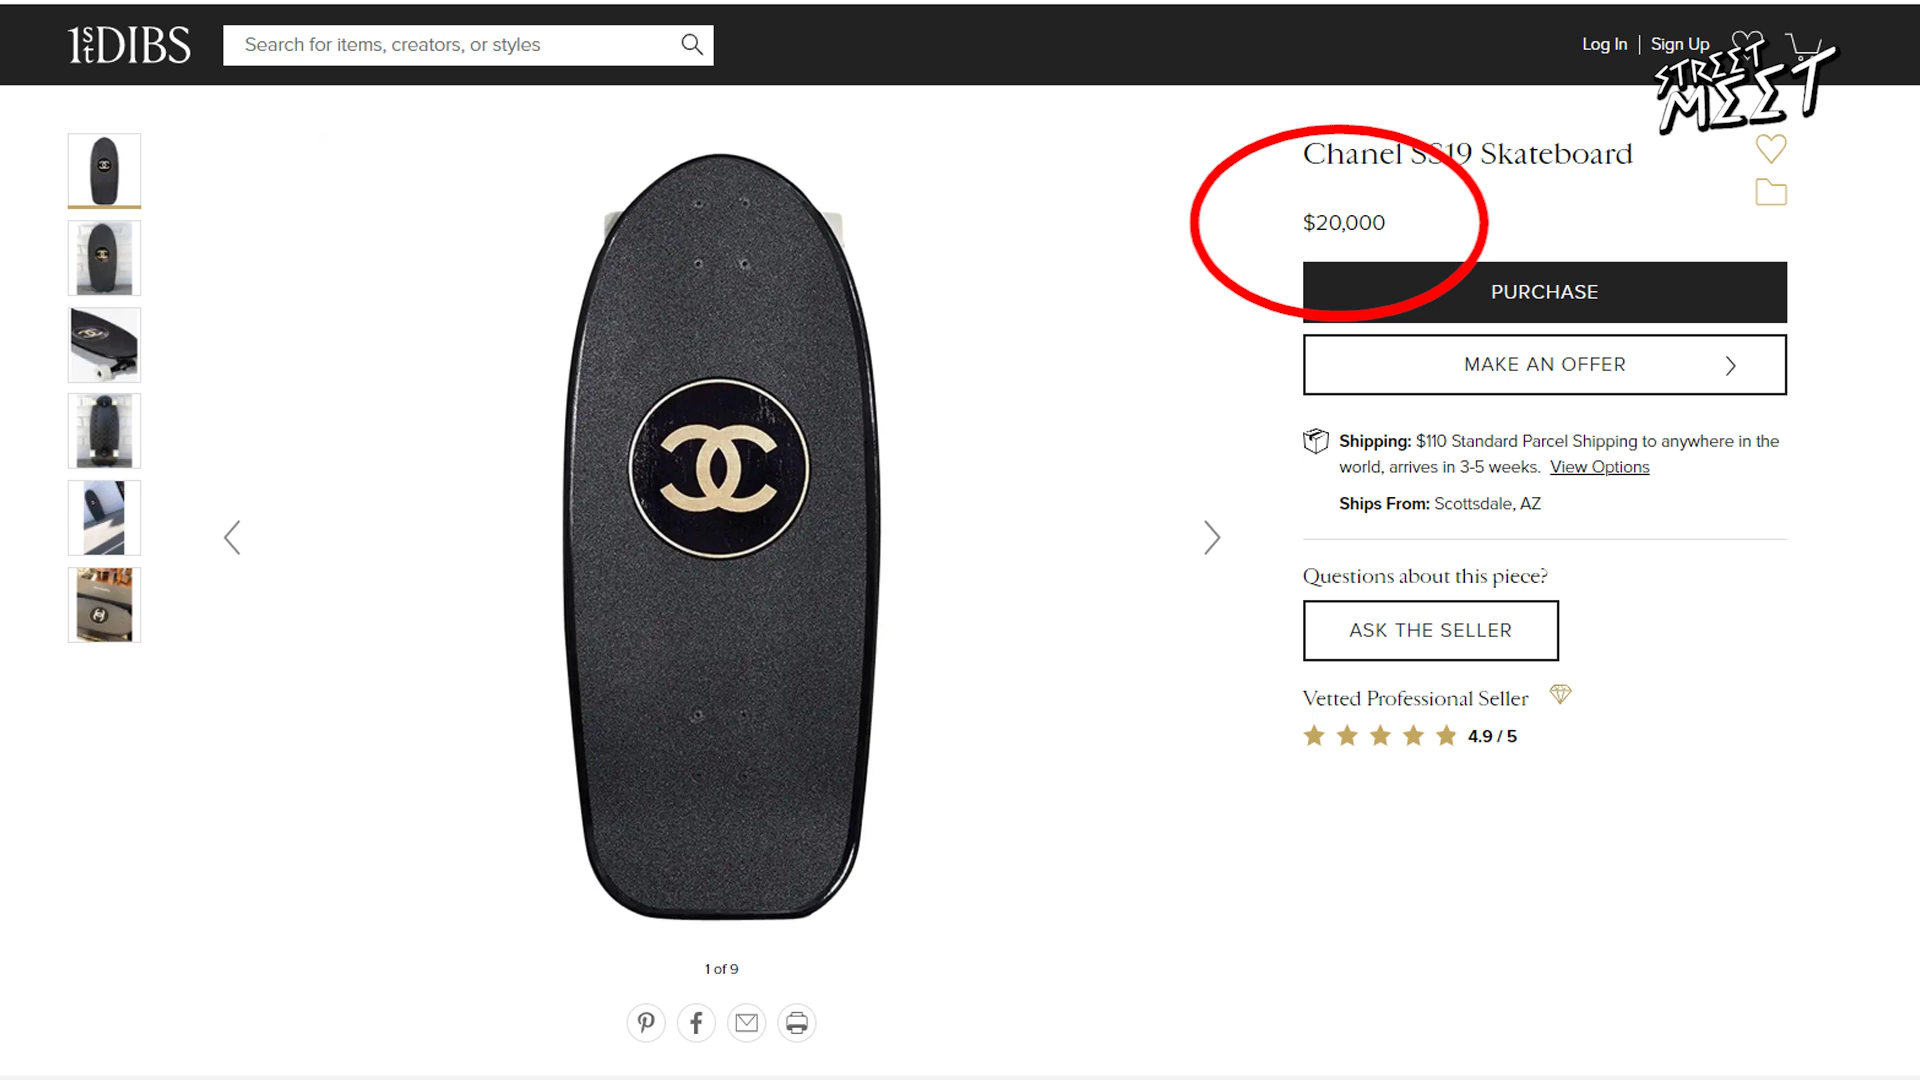 1stDIBS
Search for items, creators, or styles
Log In
Sign Up
STREET
MEET
Chanel SS19 Skateboard
$20,000
PURCHASE
MAKE AN OFFER
Shipping: $110 Standard Parcel Shipping to anywhere in the
world, arrives in 3-5 weeks. View Options
Ships From: Scottsdale, AZ
Questions about this piece?
ASK THE SELLER
Vetted Professional Seller
4.9 / 5
1 of 9